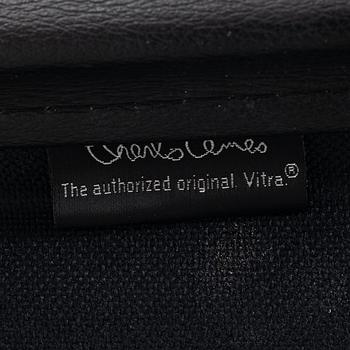 Charles Eames
The authorized original. Vitra.®